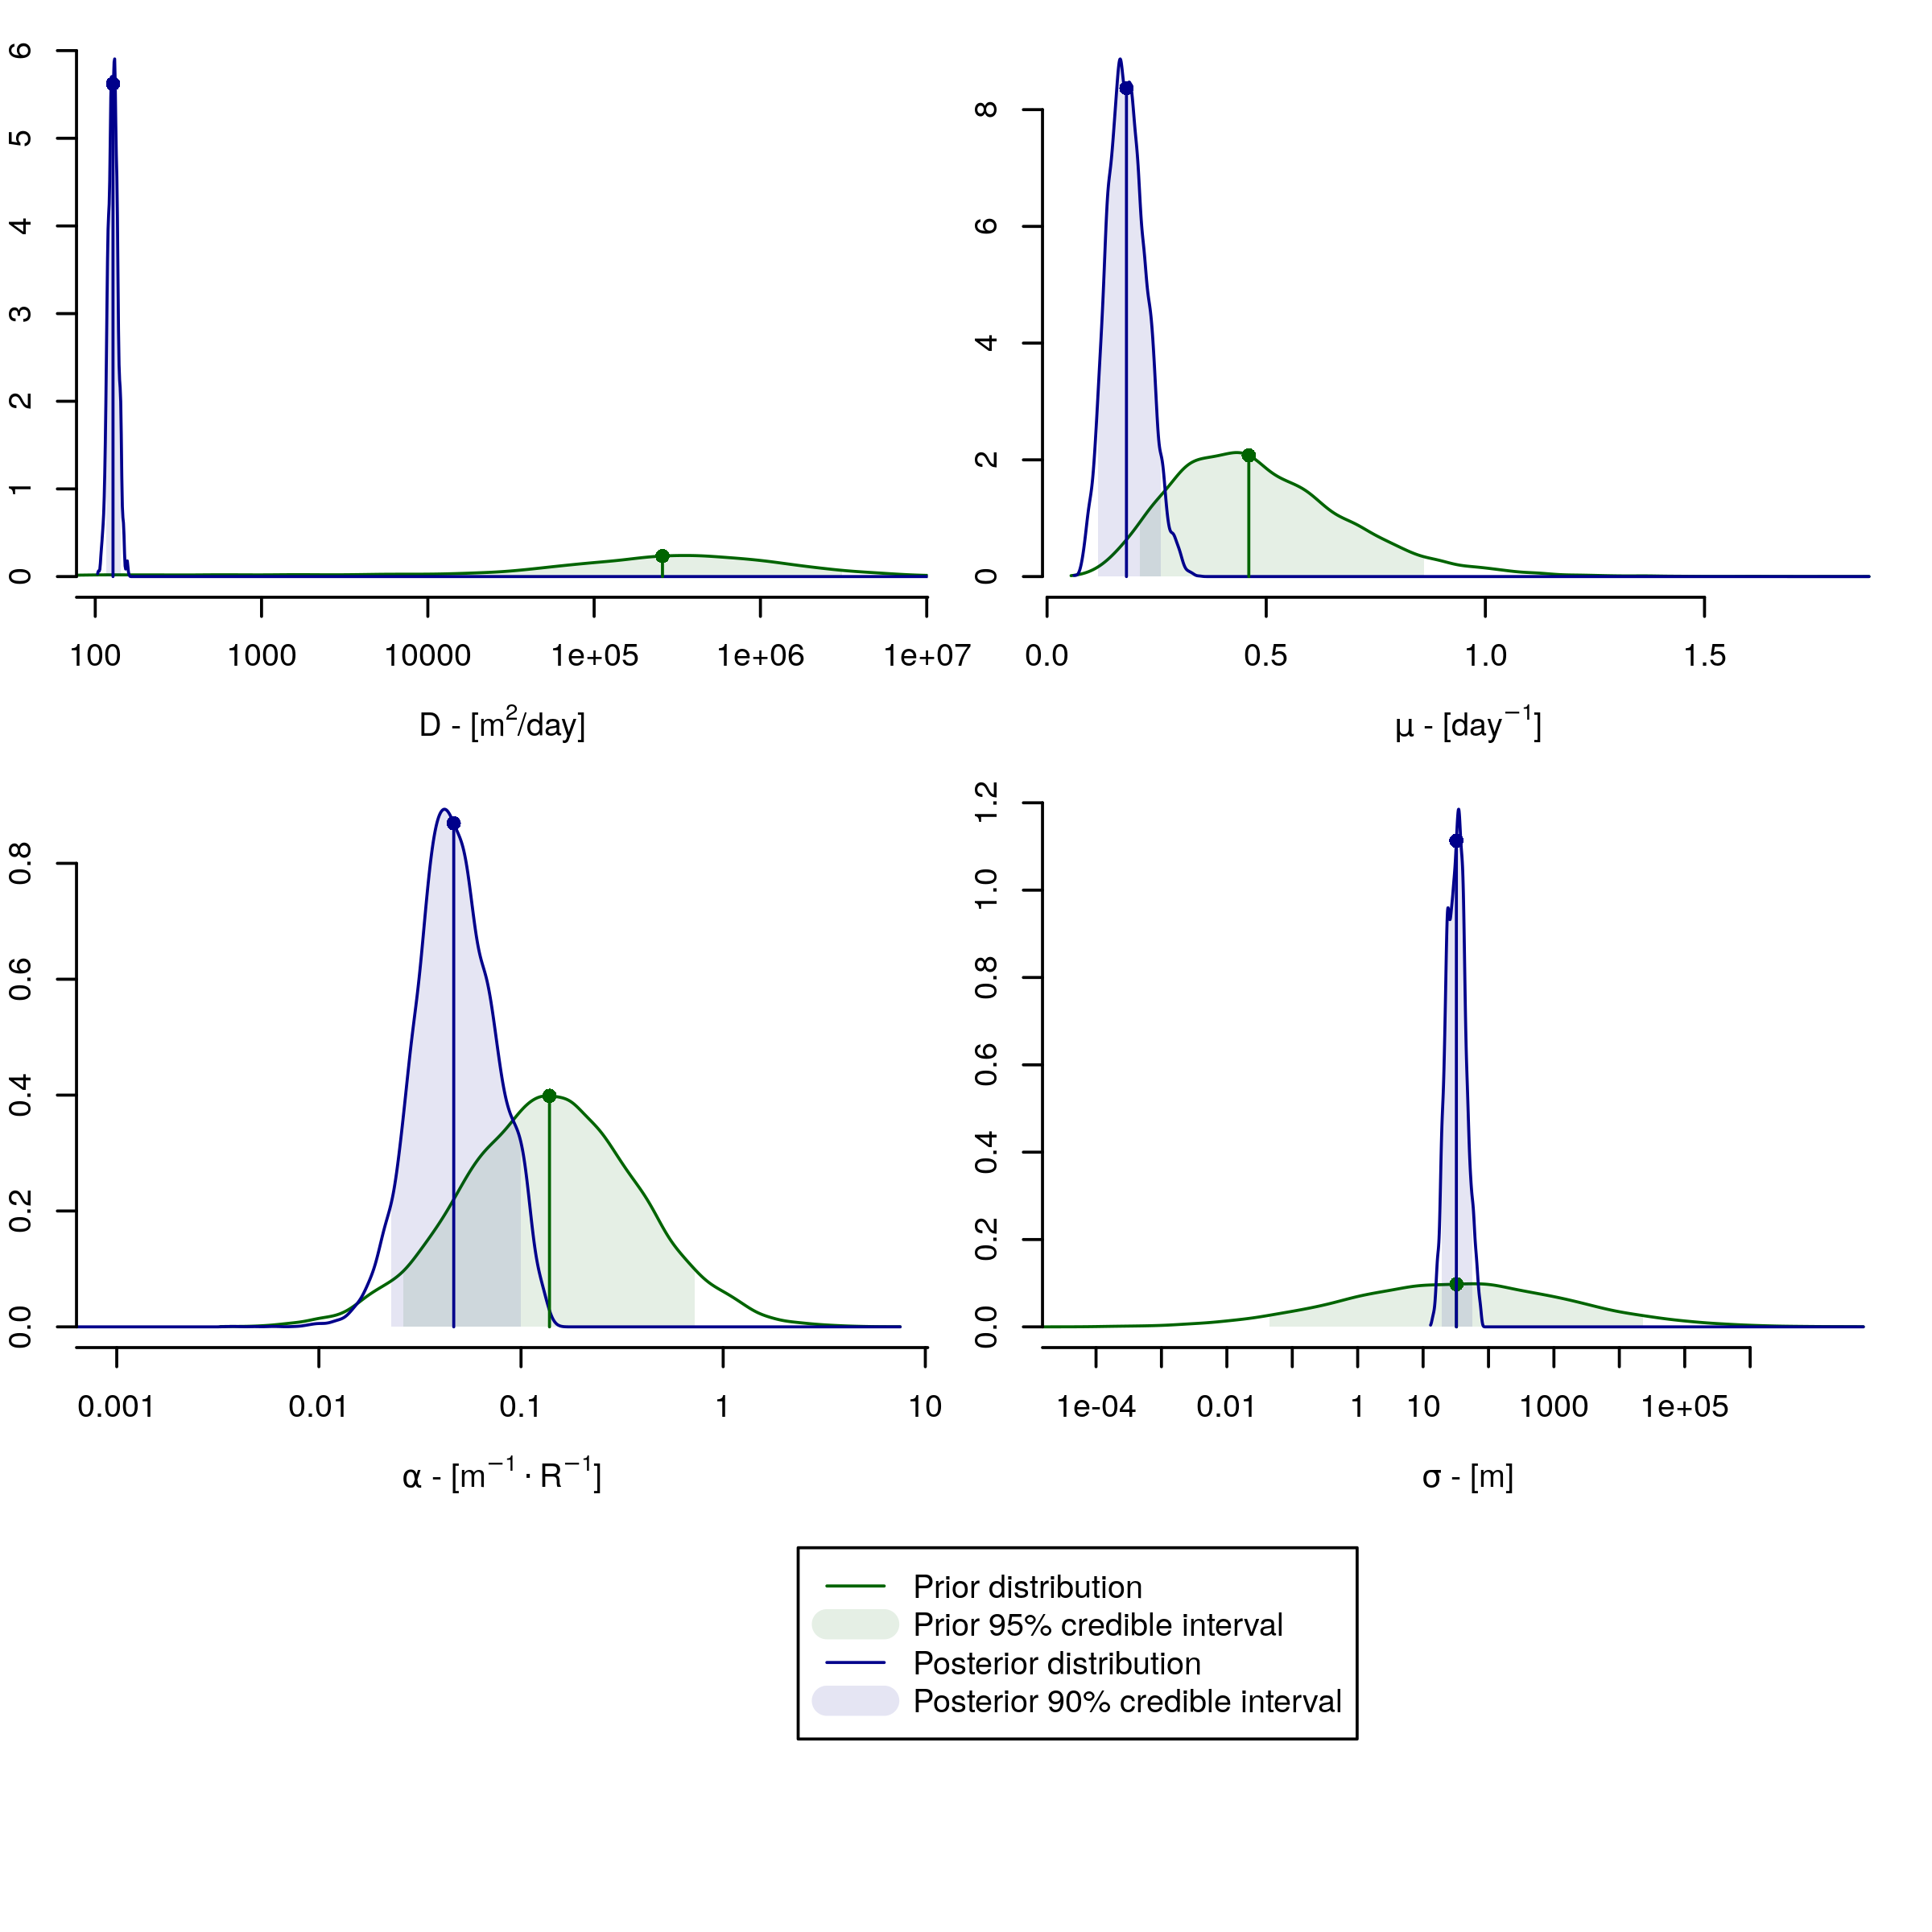 6
5
4
3
2
1
0
100 1000 10000 1e+05 1e+06 1e+07
D - [m²/day]
8
6
4
2
0
0.0 0.5 1.0 1.5
μ - [day⁻¹]
0.8
0.6
0.4
0.2
0.0
0.001 0.01 0.1 1 10
α - [m⁻¹ · R⁻¹]
1.2
1.0
0.8
0.6
0.4
0.2
0.0
1e-04 0.01 1 10 1000 1e+05
σ - [m]
Prior distribution
Prior 95% credible interval
Posterior distribution
Posterior 90% credible interval